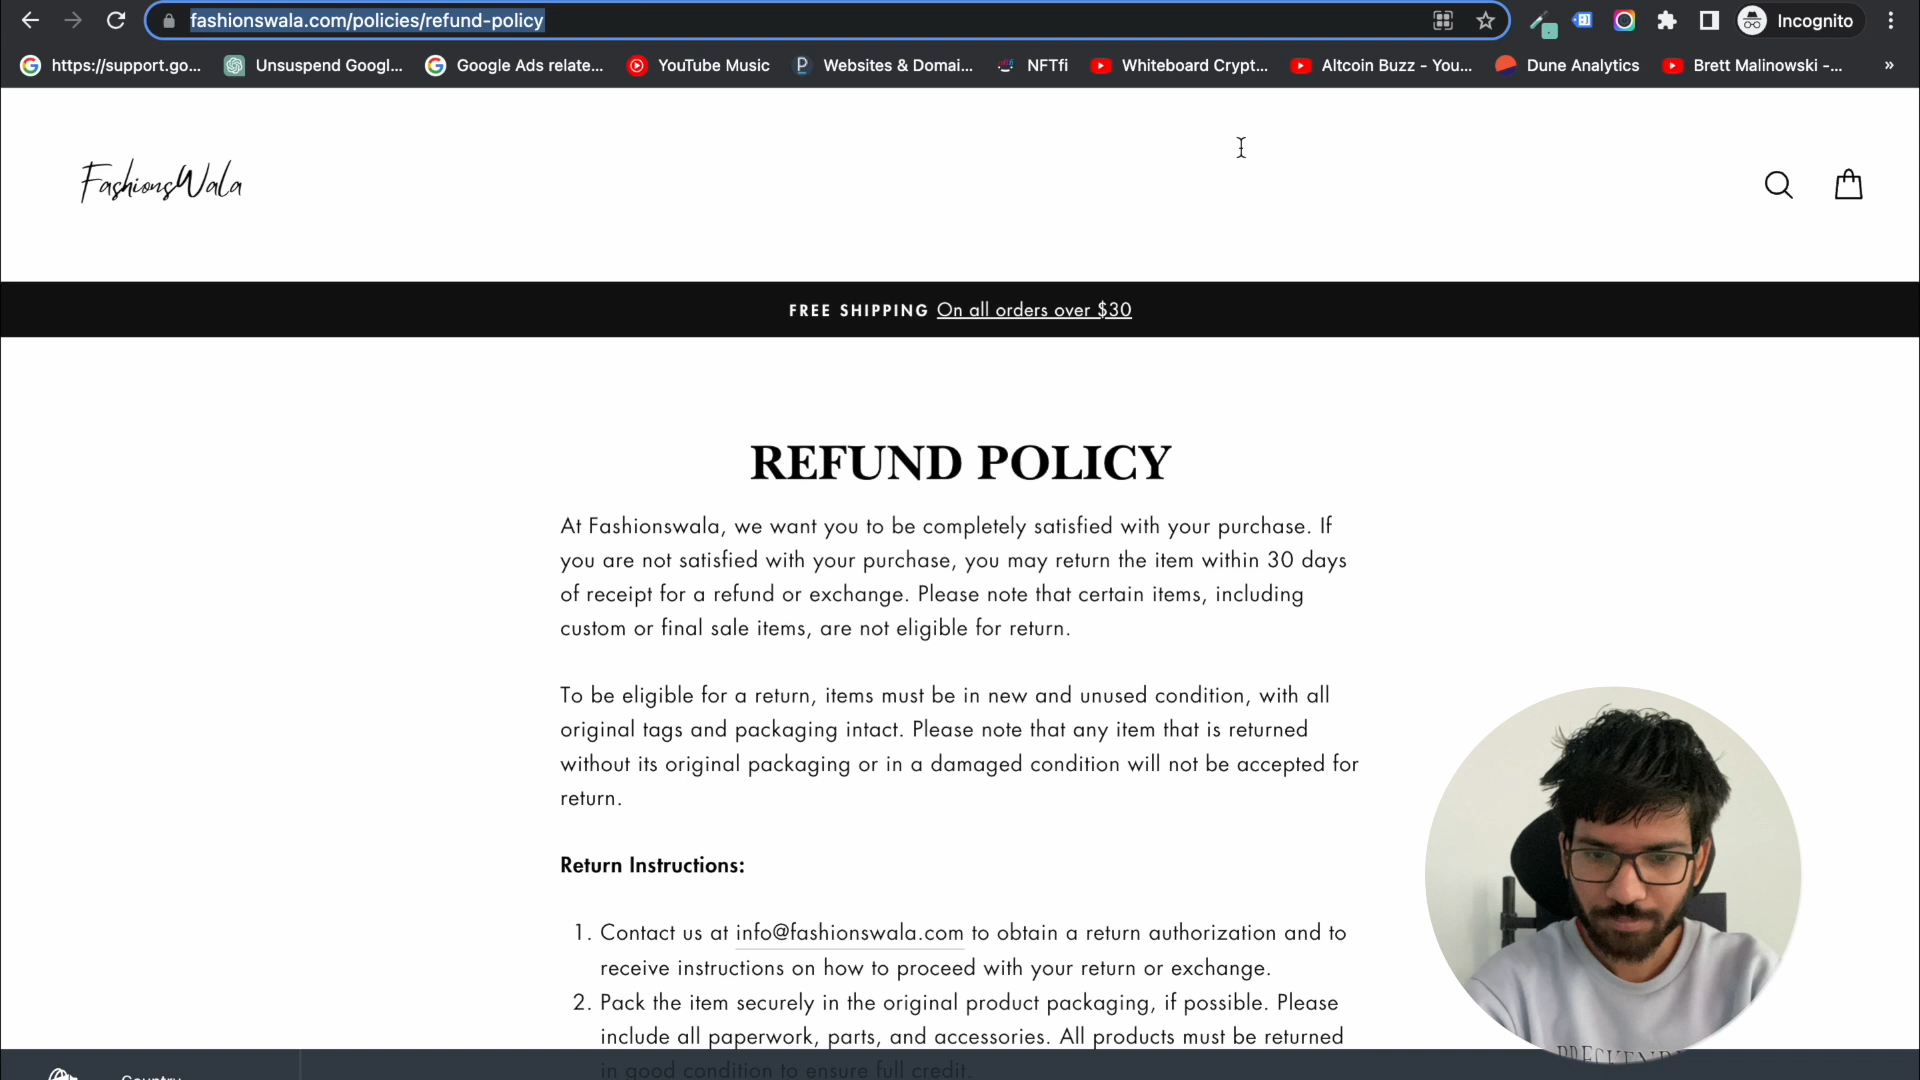 fashionswala.com/policies/refund-policy
Incognito
https://support.go...
Unsuspend Googl...
Google Ads relate...
YouTube Music
Websites & Domai...
NFTfi
Whiteboard Crypt...
Altcoin Buzz - You...
Dune Analytics
Brett Malinowski -...
»
FashionsWala
FREE SHIPPING On all orders over $30
REFUND POLICY
At Fashionswala, we want you to be completely satisfied with your purchase. If
you are not satisfied with your purchase, you may return the item within 30 days
of receipt for a refund or exchange. Please note that certain items, including
custom or final sale items, are not eligible for return.
To be eligible for a return, items must be in new and unused condition, with all
original tags and packaging intact. Please note that any item that is returned
without its original packaging or in a damaged condition will not be accepted for
return.
Return Instructions:
1. Contact us at info@fashionswala.com to obtain a return authorization and to
receive instructions on how to proceed with your return or exchange.
2. Pack the item securely in the original product packaging, if possible. Please
include all paperwork, parts, and accessories. All products must be returned
in good condition to ensure full credit.
Country